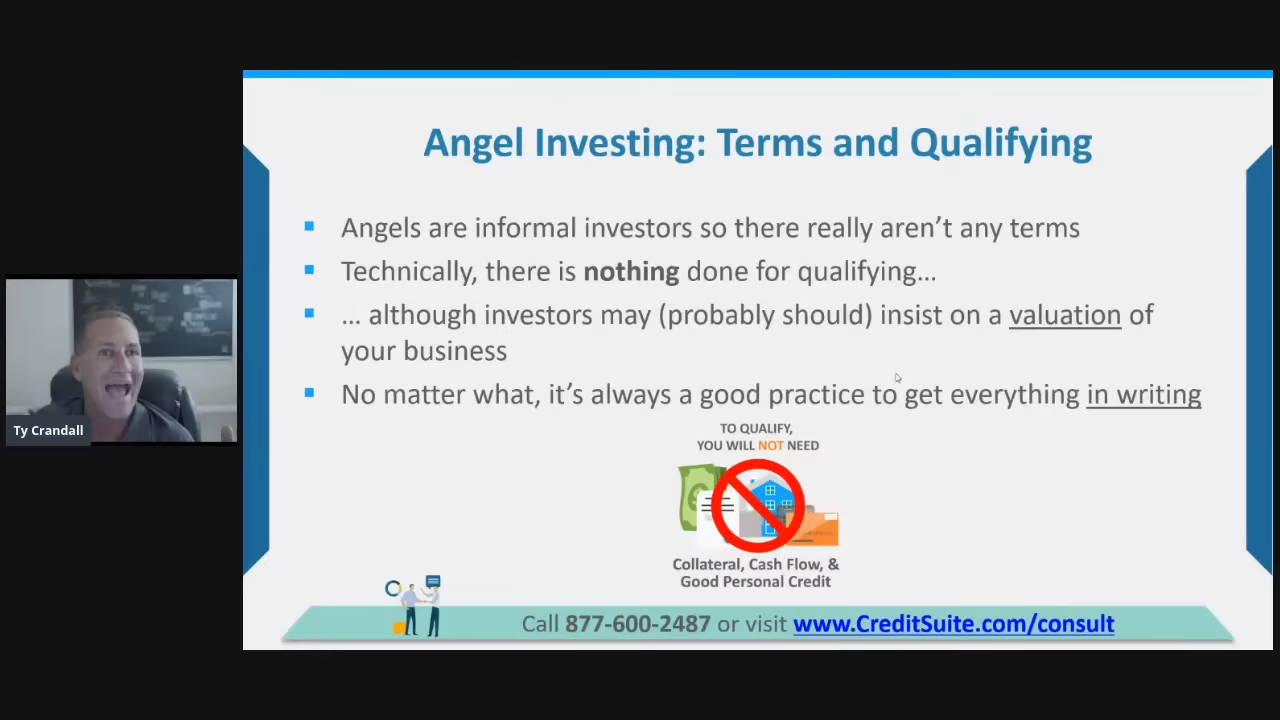 Angel Investing: Terms and Qualifying
Angels are informal investors so there really aren't any terms
Technically, there is nothing done for qualifying...
... although investors may (probably should) insist on a valuation of
your business
No matter what, it's always a good practice to get everything in writing
TO QUALIFY,
YOU WILL NOT NEED
Collateral, Cash Flow, &
Good Personal Credit
Call 877-600-2487 or visit www.CreditSuite.com/consult
Ty Crandall